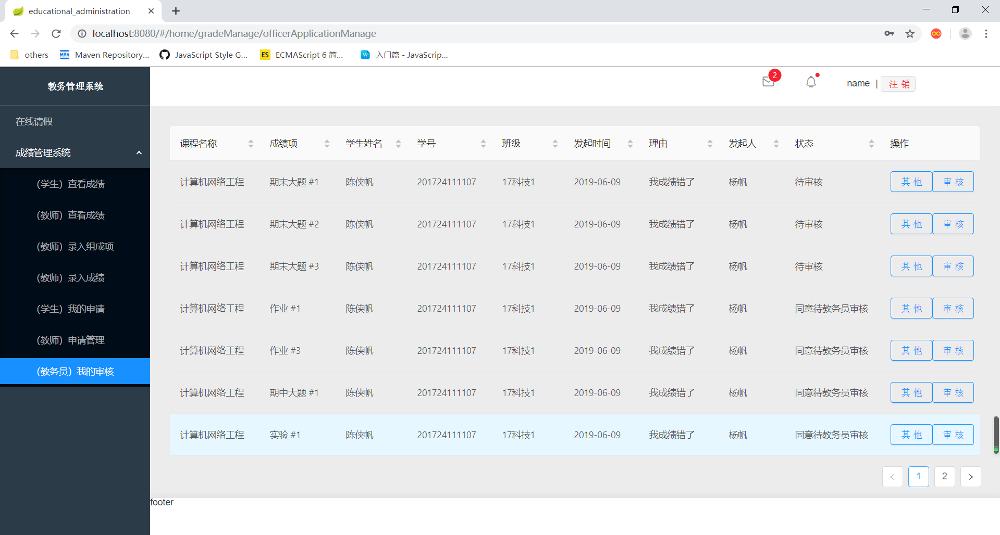 educational_administration
localhost:8080/#/home/gradeManage/officerApplicationManage
others
MVN
Maven Repository...
JavaScript Style G...
ES
ECMAScript 6 简...
W
入门篇 - JavaScrip...
教务管理系统
2
name | 注 销
在线请假
成绩管理系统
(学生) 查看成绩
(教师) 查看成绩
(教师) 录入组成项
(教师) 录入成绩
(学生) 我的申请
(教师) 申请管理
(教务员) 我的审核
课程名称 成绩项 学生姓名 学号 班级 发起时间 理由 发起人 状态 操作
计算机网络工程 期末大题 #1 陈侠帆 201724111107 17科技1 2019-06-09 我成绩错了 杨帆 待审核 其 他 审 核
计算机网络工程 期末大题 #2 陈侠帆 201724111107 17科技1 2019-06-09 我成绩错了 杨帆 待审核 其 他 审 核
计算机网络工程 期末大题 #3 陈侠帆 201724111107 17科技1 2019-06-09 我成绩错了 杨帆 待审核 其 他 审 核
计算机网络工程 作业 #1 陈侠帆 201724111107 17科技1 2019-06-09 我成绩错了 杨帆 同意待教务员审核 其 他 审 核
计算机网络工程 作业 #3 陈侠帆 201724111107 17科技1 2019-06-09 我成绩错了 杨帆 同意待教务员审核 其 他 审 核
计算机网络工程 期中大题 #1 陈侠帆 201724111107 17科技1 2019-06-09 我成绩错了 杨帆 同意待教务员审核 其 他 审 核
计算机网络工程 实验 #1 陈侠帆 201724111107 17科技1 2019-06-09 我成绩错了 杨帆 同意待教务员审核 其 他 审 核
< 1 2 >
footer